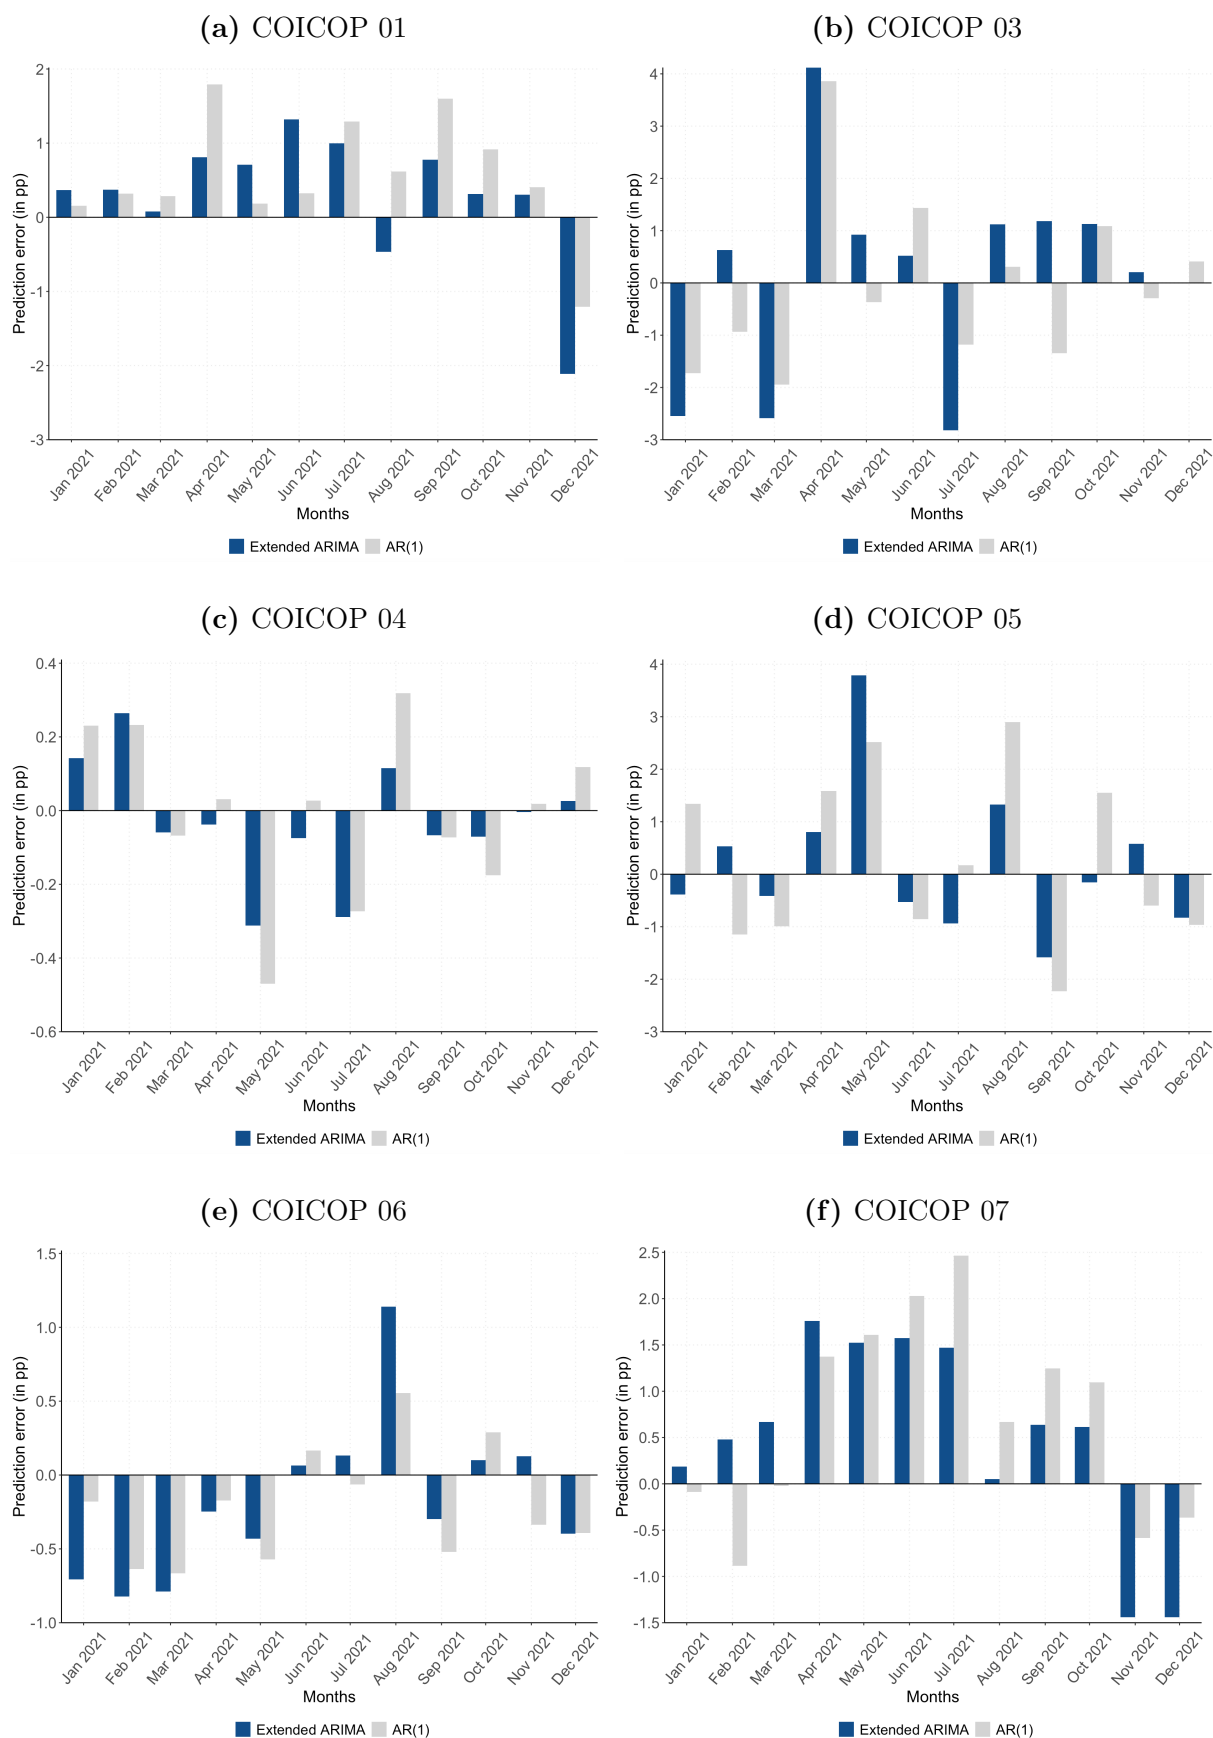 (a) COICOP 01
Prediction error (in pp)
2
1
0
-1
-2
-3
Jan 2021
Feb 2021
Mar 2021
Apr 2021
May 2021
Jun 2021
Jul 2021
Aug 2021
Sep 2021
Oct 2021
Nov 2021
Dec 2021
Months
Extended ARIMA AR(1)
(b) COICOP 03
Prediction error (in pp)
4
3
2
1
0
-1
-2
-3
Jan 2021
Feb 2021
Mar 2021
Apr 2021
May 2021
Jun 2021
Jul 2021
Aug 2021
Sep 2021
Oct 2021
Nov 2021
Dec 2021
Months
Extended ARIMA AR(1)
(c) COICOP 04
Prediction error (in pp)
0.4
0.2
0.0
-0.2
-0.4
-0.6
Jan 2021
Feb 2021
Mar 2021
Apr 2021
May 2021
Jun 2021
Jul 2021
Aug 2021
Sep 2021
Oct 2021
Nov 2021
Dec 2021
Months
Extended ARIMA AR(1)
(d) COICOP 05
Prediction error (in pp)
4
3
2
1
0
-1
-2
-3
Jan 2021
Feb 2021
Mar 2021
Apr 2021
May 2021
Jun 2021
Jul 2021
Aug 2021
Sep 2021
Oct 2021
Nov 2021
Dec 2021
Months
Extended ARIMA AR(1)
(e) COICOP 06
Prediction error (in pp)
1.5
1.0
0.5
0.0
-0.5
-1.0
Jan 2021
Feb 2021
Mar 2021
Apr 2021
May 2021
Jun 2021
Jul 2021
Aug 2021
Sep 2021
Oct 2021
Nov 2021
Dec 2021
Months
Extended ARIMA AR(1)
(f) COICOP 07
Prediction error (in pp)
2.5
2.0
1.5
1.0
0.5
0.0
-0.5
-1.0
-1.5
Jan 2021
Feb 2021
Mar 2021
Apr 2021
May 2021
Jun 2021
Jul 2021
Aug 2021
Sep 2021
Oct 2021
Nov 2021
Dec 2021
Months
Extended ARIMA AR(1)